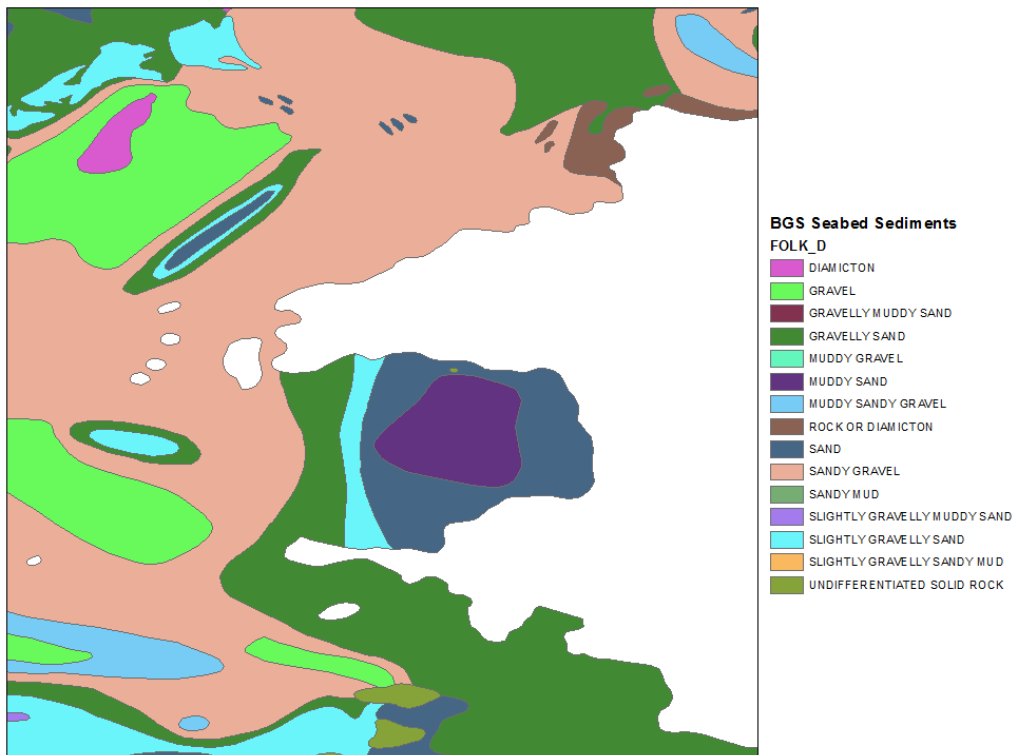 BGS Seabed Sediments
FOLK_D
DIAMICTON
GRAVEL
GRAVELLY MUDDY SAND
GRAVELLY SAND
MUDDY GRAVEL
MUDDY SAND
MUDDY SANDY GRAVEL
ROCK OR DIAMICTON
SAND
SANDY GRAVEL
SANDY MUD
SLIGHTLY GRAVELLY MUDDY SAND
SLIGHTLY GRAVELLY SAND
SLIGHTLY GRAVELLY SANDY MUD
UNDIFFERENTIATED SOLID ROCK